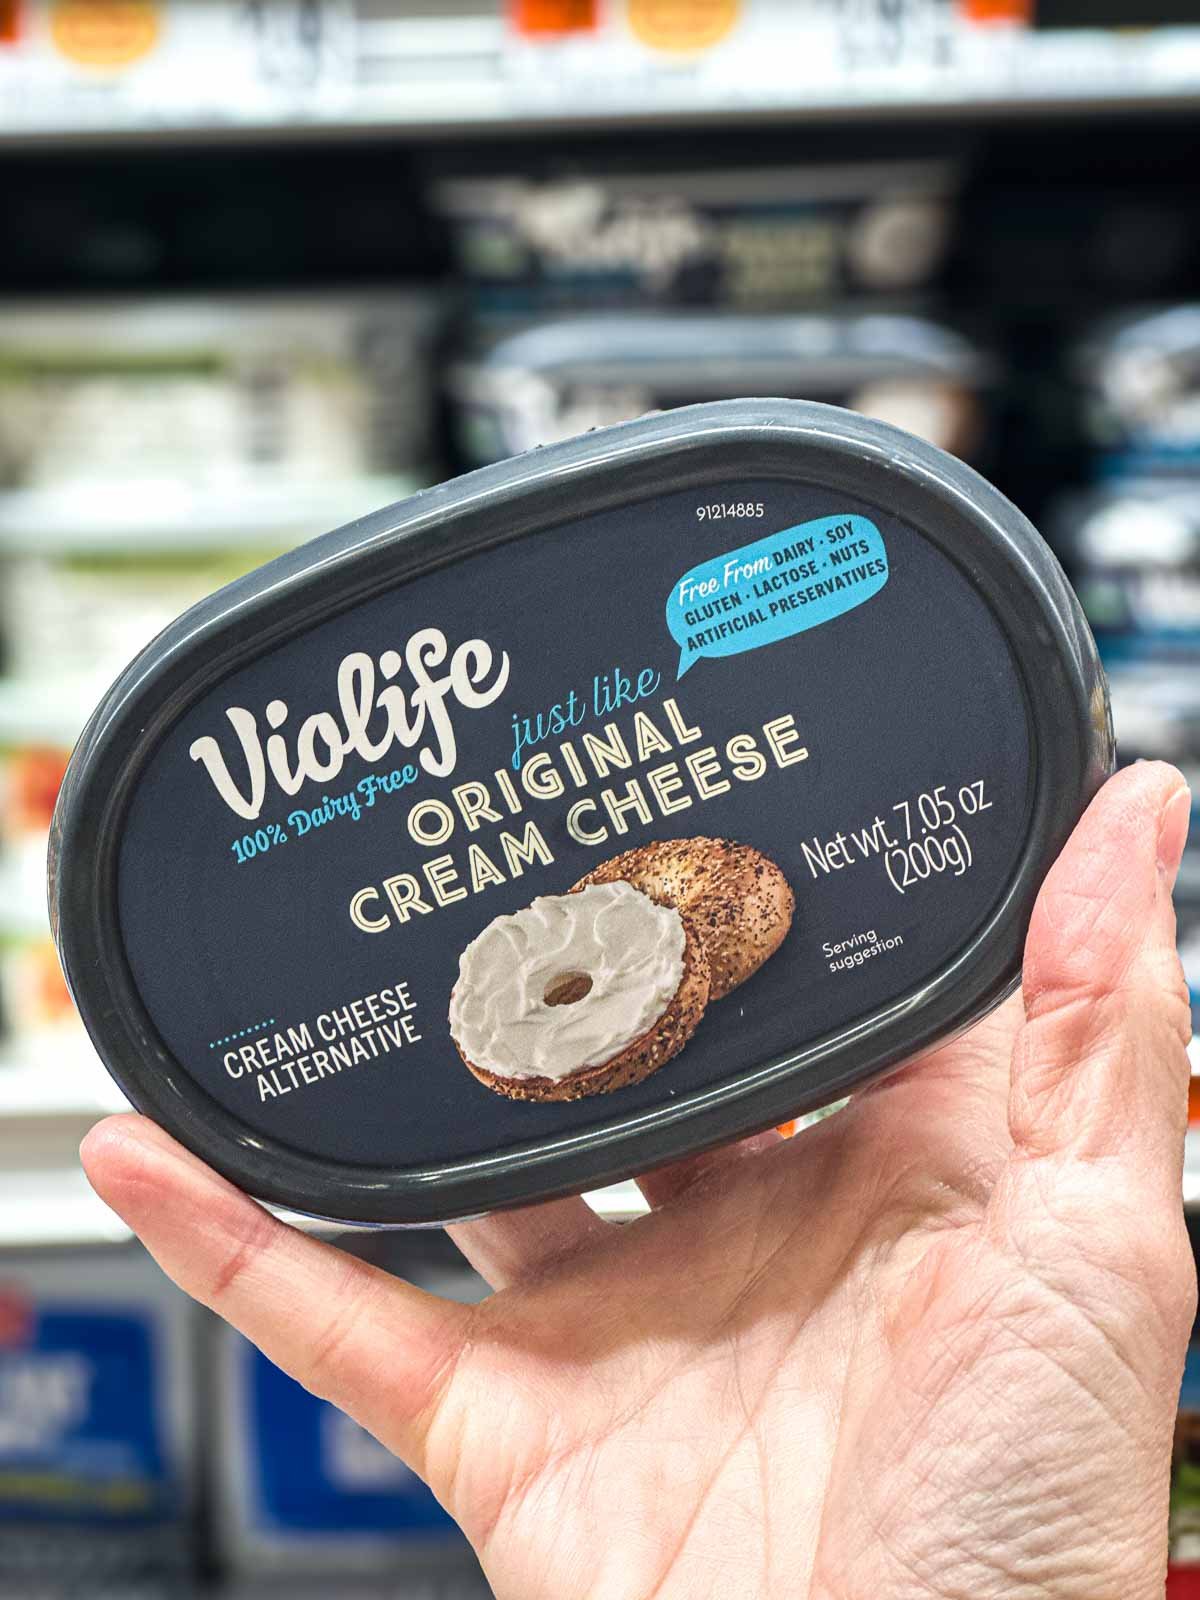 91214885
Free From DAIRY · SOY
GLUTEN · LACTOSE · NUTS
ARTIFICIAL PRESERVATIVES
Violife
100% Dairy Free
just like
ORIGINAL
CREAM CHEESE
Net wt. 7.05 oz
(200g)
Serving
suggestion
CREAM CHEESE
ALTERNATIVE